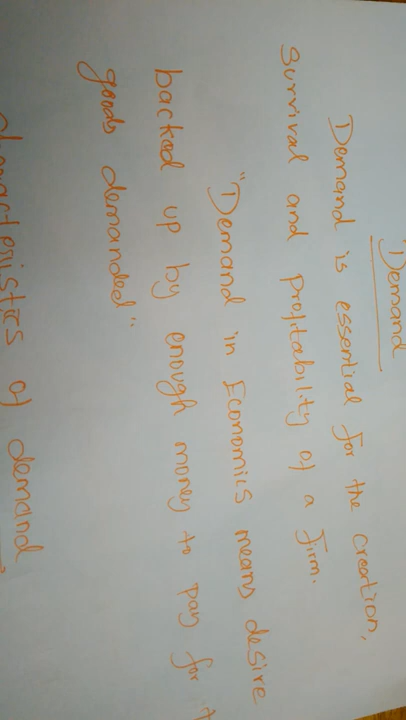 Demand
Demand is essential for the creation,
survival and profitability of a firm.
"Demand in Economics means desire
backed up by enough money to pay for
goods demanded"
characteristics of demand